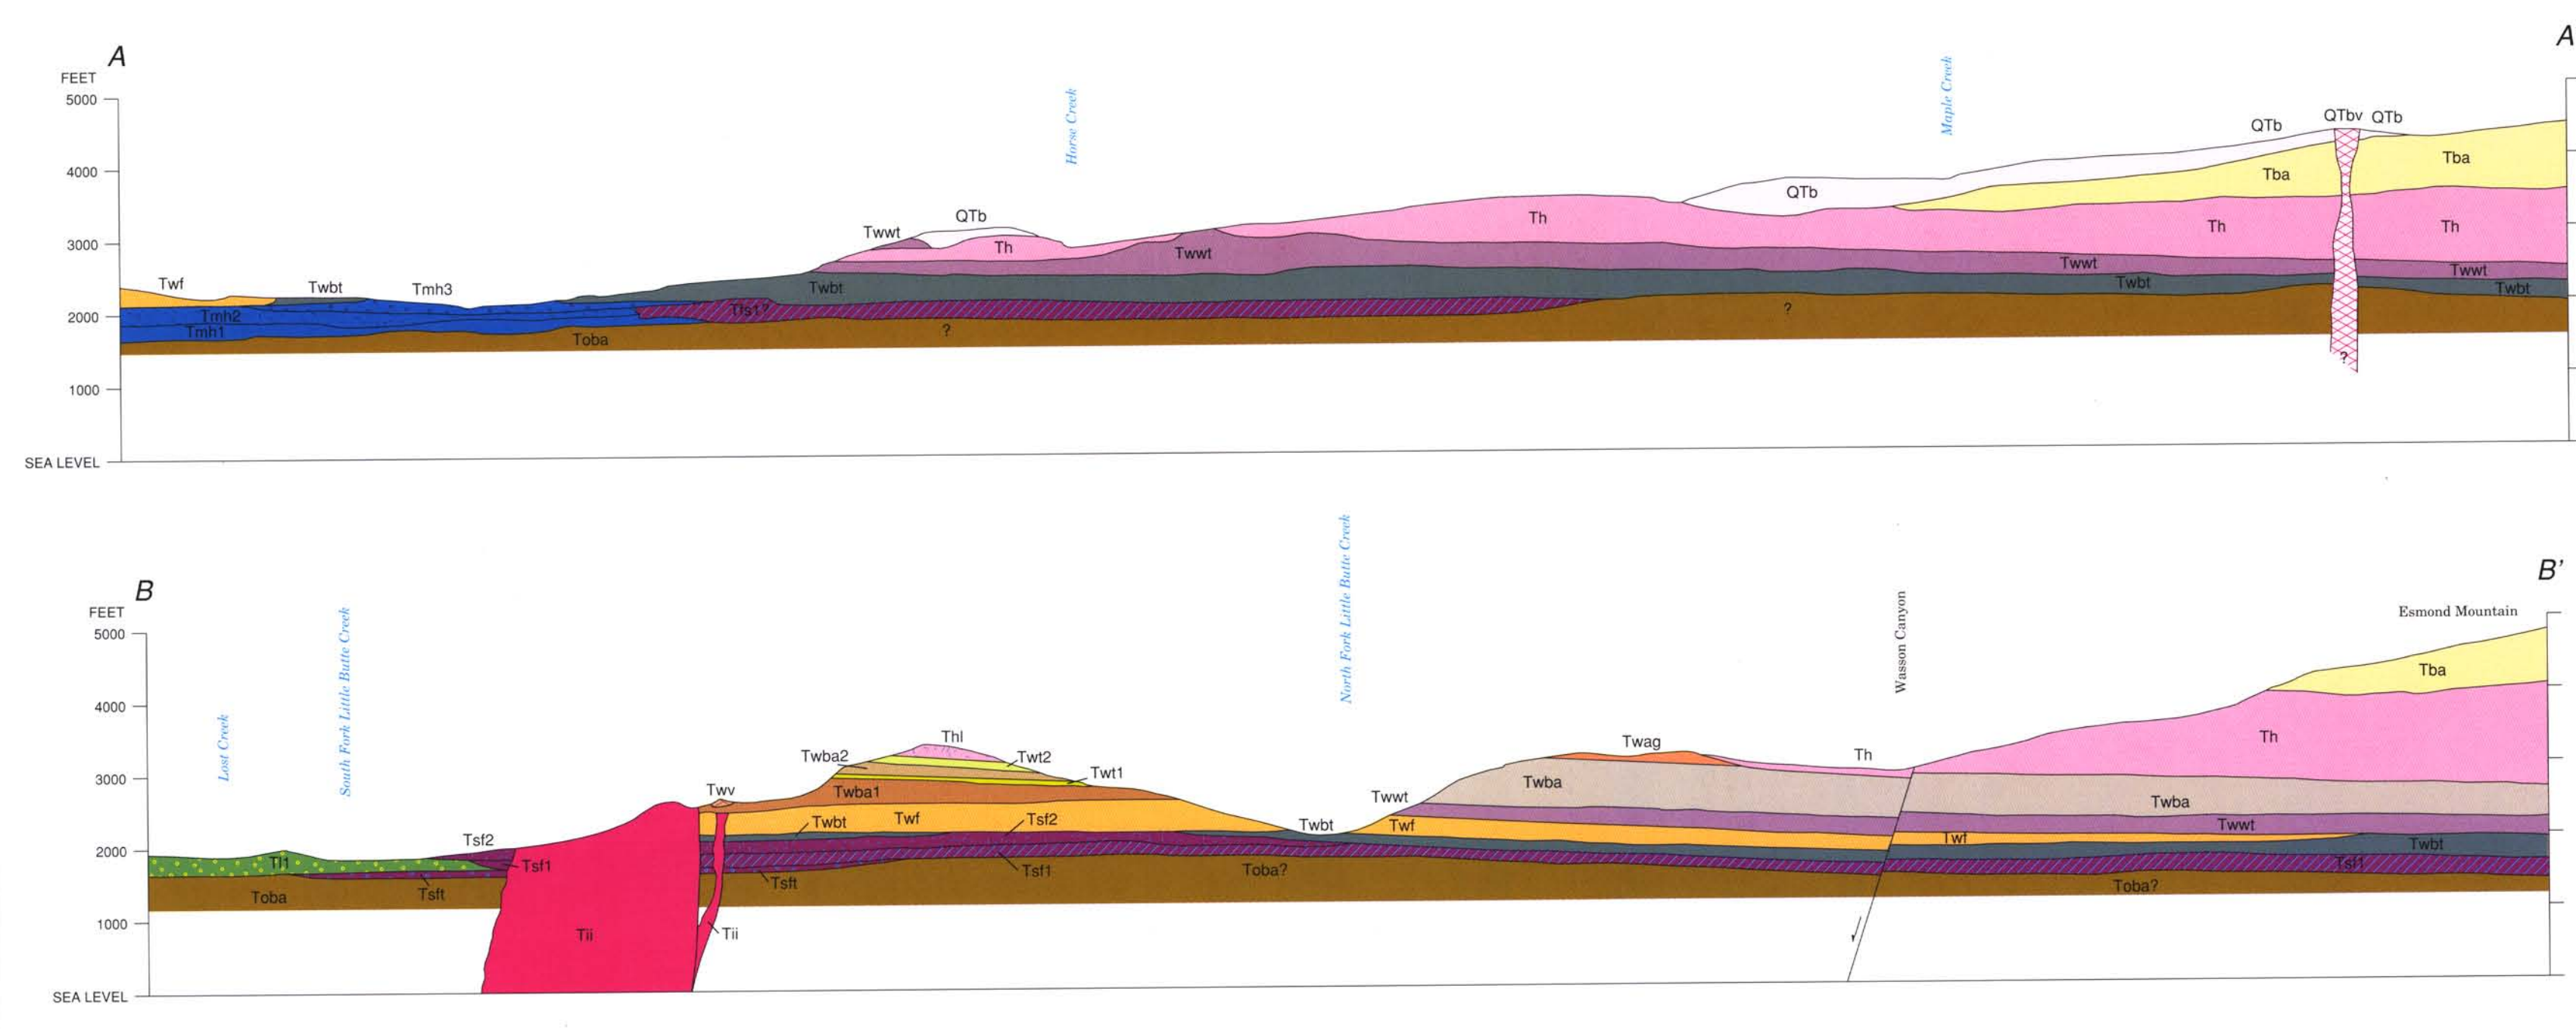 A
A
FEET
5000
4000
3000
2000
1000
SEA LEVEL
Horse Creek
Maple Creek
QTb
QTbv
QTb
Tba
Tba
QTb
Th
Th
Th
Twwt
QTb
Th
Twwt
Twwt
Twwt
Twf
Twbt
Tmh3
Twbt
Twbt
Twbt
Tmh2
Tmh1
Toba
?
?
?
B
B'
FEET
5000
4000
3000
2000
1000
SEA LEVEL
Lost Creek
South Fork Little Butte Creek
North Fork Little Butte Creek
Wasson Canyon
Esmond Mountain
Tba
Thl
Twba2
Twt2
Twt1
Twag
Th
Th
Twv
Twba1
Twwt
Twba
Twba
Twbt
Twf
Tsf2
Twbt
Twf
Twwt
Twf
Twbt
Tsf2
Tsf1
Tl1
Tsf1
Tsf1
Toba
Tsft
Tsft
Toba?
Toba?
Tii
Tii